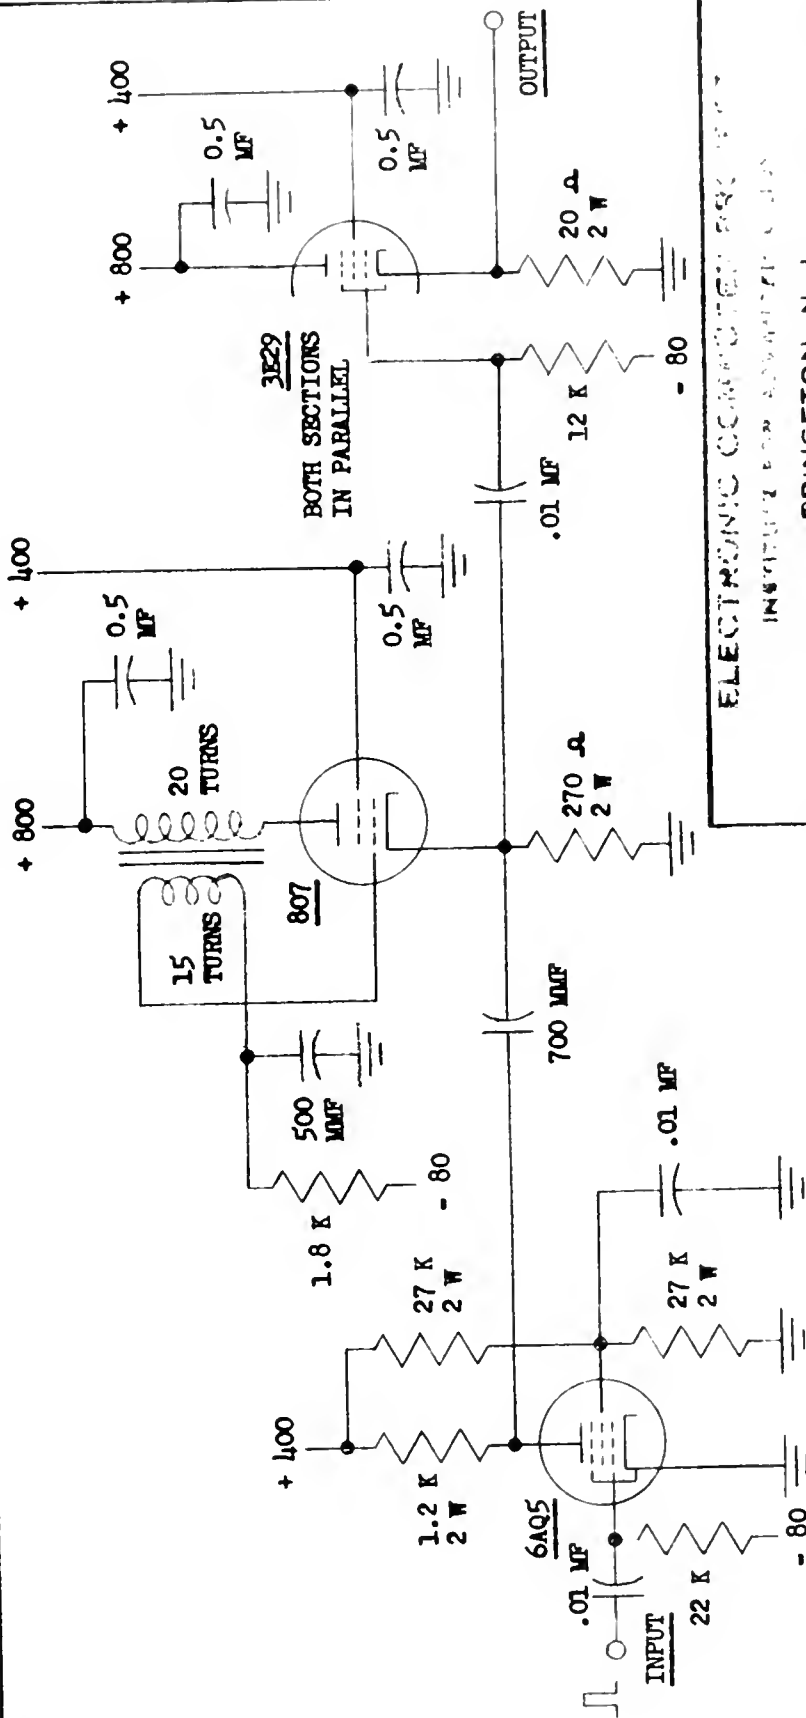 INPUT
.01 MF
22 K
- 80
6AQ5
1.2 K
2 W
+ 400
27 K
2 W
27 K
2 W
.01 MF
1.8 K
- 80
500
MMF
700 MMF
15
TURNS
20
TURNS
+ 800
0.5
MF
807
+ 400
0.5
MF
270 Ω
2 W
.01 MF
12 K
- 80
3E29
BOTH SECTIONS
IN PARALLEL
+ 800
0.5
MF
+ 400
0.5
MF
20 Ω
2 W
OUTPUT
ELECTRONIC COMPUTER